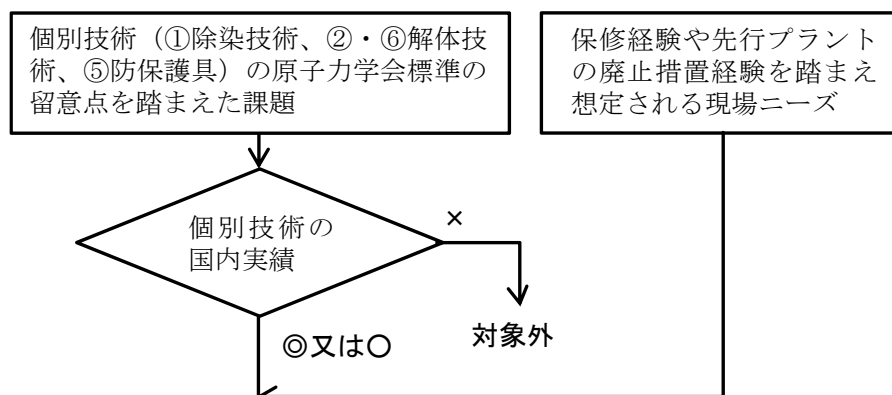 個別技術（①除染技術、②・⑥解体技
術、⑤防保護具）の原子力学会標準の
留意点を踏まえた課題
保修経験や先行プラント
の廃止措置経験を踏まえ
想定される現場ニーズ
個別技術の
国内実績
×
◎又は〇
対象外